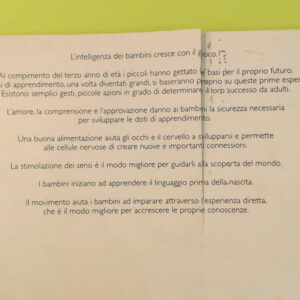 L'intelligenza dei bambini cresce con il gioco.
Al compimento del terzo anno di età i piccoli hanno gettato le basi per il proprio futuro
di apprendimento, una volta diventati grandi, si baseranno proprio su queste prime esper
Esistono semplici gesti, piccole azioni in grado di determinare il loro successo da adulti.
L'amore, la comprensione e l'approvazione danno ai bambini la sicurezza necessaria
per sviluppare le doti di apprendimento.
Una buona alimentazione aiuta gli occhi e il cervello a svilupparsi e permette
alle cellule nervose di creare nuove e importanti connessioni.
La stimolazione dei sensi è il modo migliore per guidarli alla scoperta del mondo.
I bambini iniziano ad apprendere il linguaggio prima della nascita.
Il movimento aiuta i bambini ad imparare attraverso l'esperienza diretta,
che è il modo migliore per accrescere le proprie conoscenze.